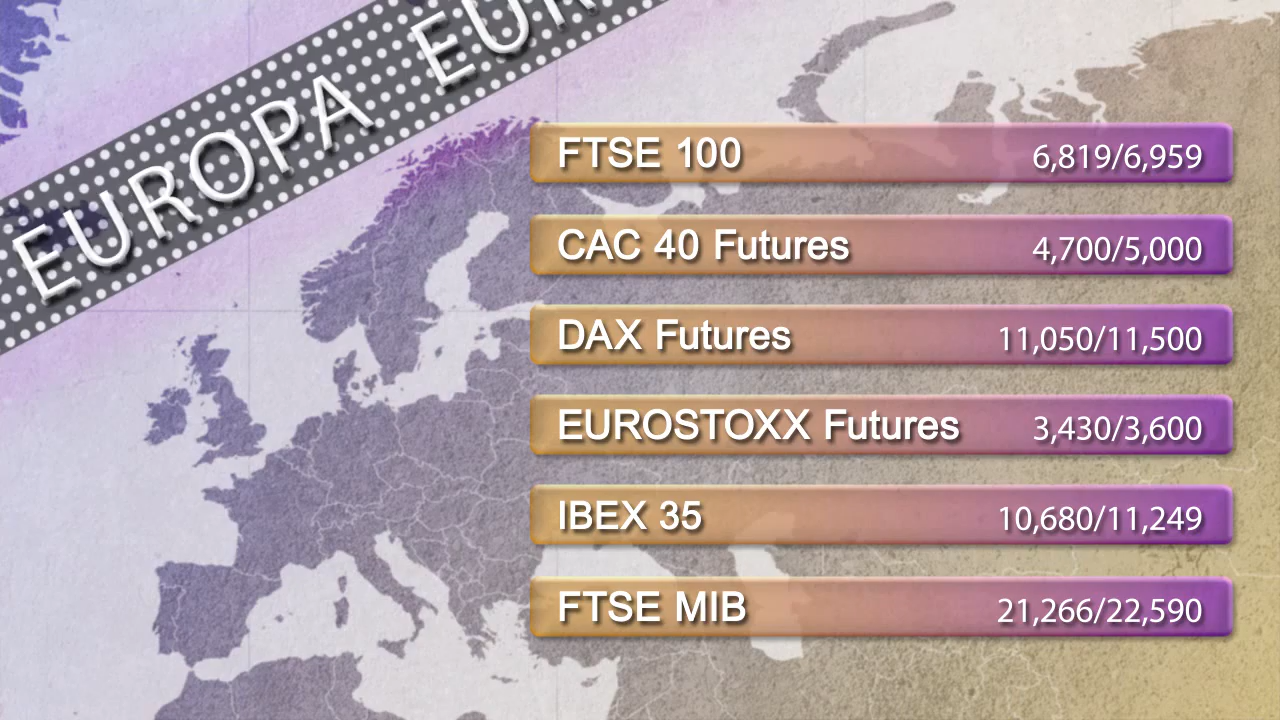 EUROPA EUR
FTSE 100 6,819/6,959
CAC 40 Futures 4,700/5,000
DAX Futures 11,050/11,500
EUROSTOXX Futures 3,430/3,600
IBEX 35 10,680/11,249
FTSE MIB 21,266/22,590